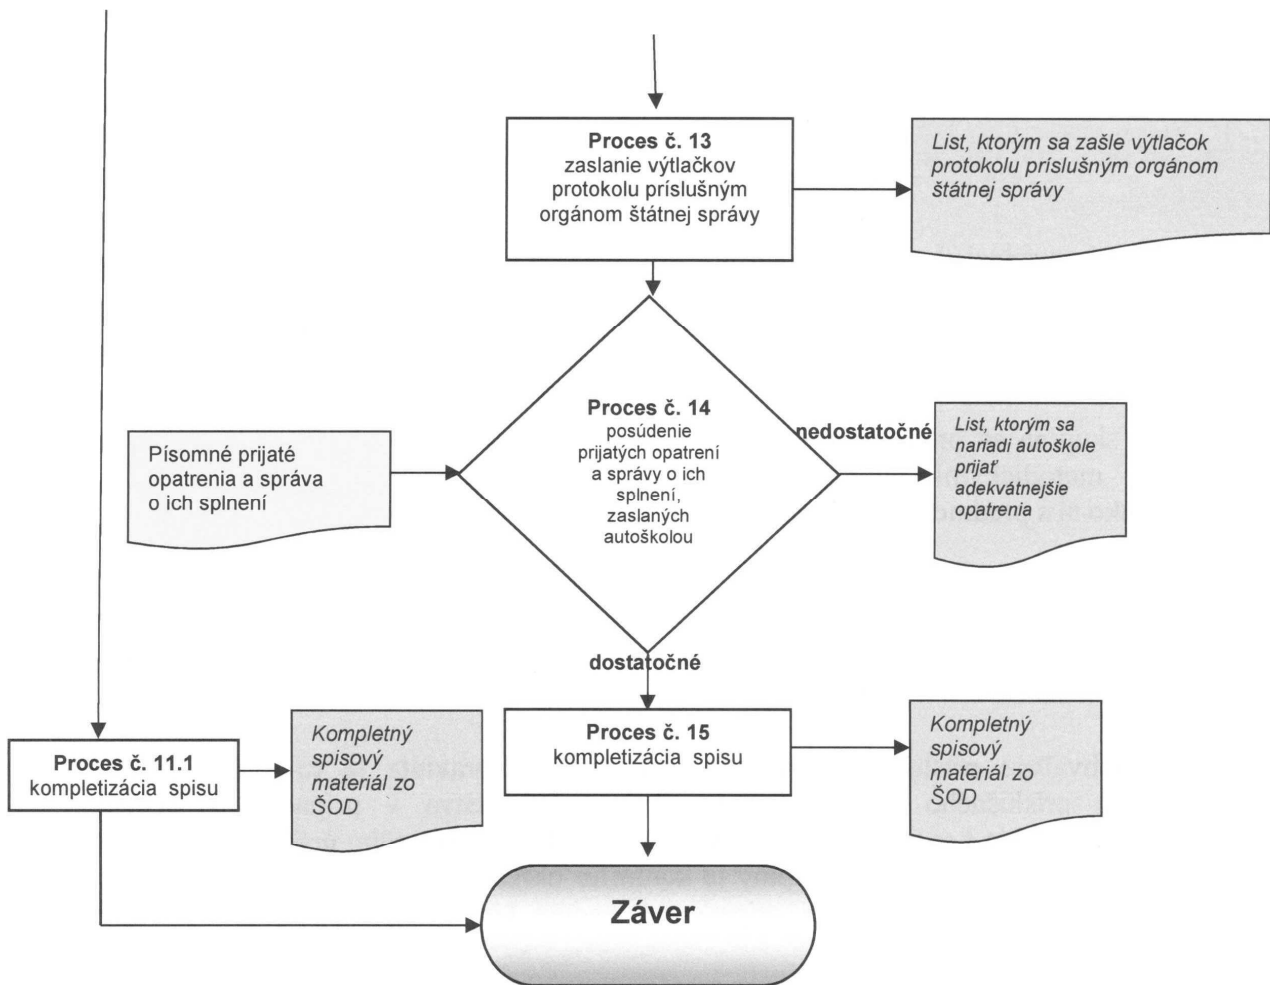 Proces č. 13
zaslanie výtlačkov
protokolu príslušným
orgánom štátnej správy
List, ktorým sa zašle výtlačok
protokolu príslušným orgánom
štátnej správy
Proces č. 14
posúdenie
prijatých opatrení
a správy o ich
splnení,
zaslaných
autoškolou
nedostatočné
List, ktorým sa
nariadi autoškole
prijať
adekvátnejšie
opatrenia
Písomné prijaté
opatrenia a správa
o ich splnení
dostatočné
Proces č. 11.1
kompletizácia spisu
Kompletný
spisový
materiál zo
ŠOD
Proces č. 15
kompletizácia spisu
Kompletný
spisový
materiál zo
ŠOD
Záver